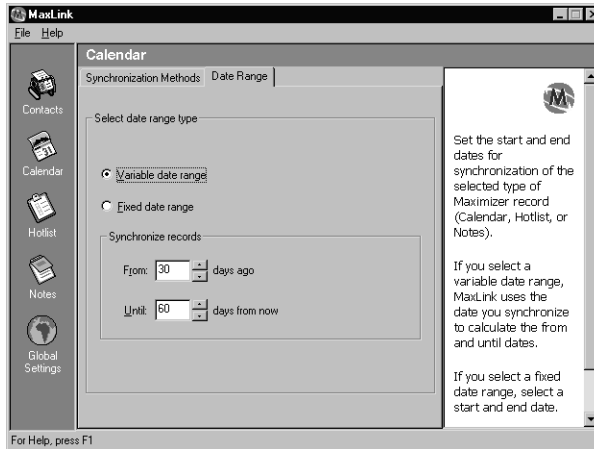 MaxLink
File Help
Calendar
Contacts
Calendar
Hotlist
Notes
Global
Settings
Synchronization Methods Date Range
Select date range type
Variable date range
Fixed date range
Synchronize records
From: 30 days ago
Until: 60 days from now
M
Set the start and end
dates for
synchronization of the
selected type of
Maximizer record
(Calendar, Hotlist, or
Notes).
If you select a
variable date range,
MaxLink uses the
date you synchronize
to calculate the from
and until dates.
If you select a fixed
date range, select a
start and end date.
For Help, press F1